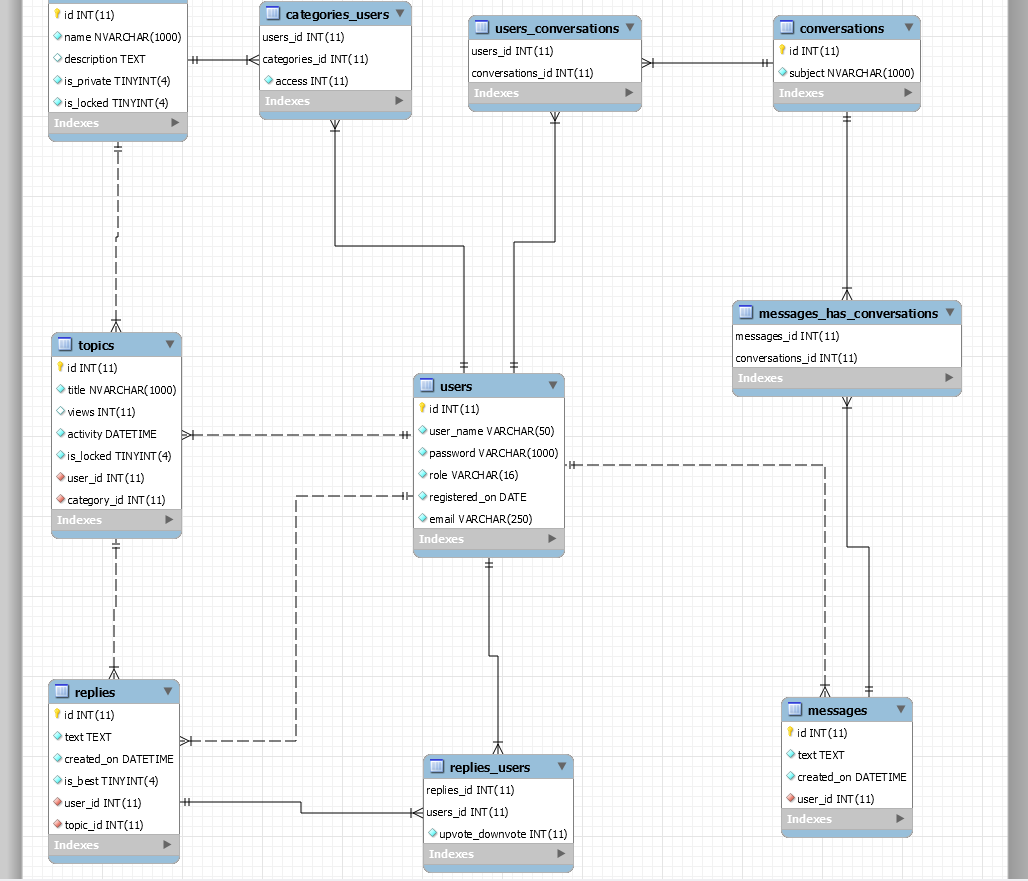 id INT(11)
name NVARCHAR(1000)
description TEXT
is_private TINYINT(4)
is_locked TINYINT(4)
Indexes
categories_users
users_id INT(11)
categories_id INT(11)
access INT(11)
Indexes
users_conversations
users_id INT(11)
conversations_id INT(11)
Indexes
conversations
id INT(11)
subject NVARCHAR(1000)
Indexes
messages_has_conversations
messages_id INT(11)
conversations_id INT(11)
Indexes
topics
id INT(11)
title NVARCHAR(1000)
views INT(11)
activity DATETIME
is_locked TINYINT(4)
user_id INT(11)
category_id INT(11)
Indexes
users
id INT(11)
user_name VARCHAR(50)
password VARCHAR(1000)
role VARCHAR(16)
registered_on DATE
email VARCHAR(250)
Indexes
replies
id INT(11)
text TEXT
created_on DATETIME
is_best TINYINT(4)
user_id INT(11)
topic_id INT(11)
Indexes
replies_users
replies_id INT(11)
users_id INT(11)
upvote_downvote INT(11)
Indexes
messages
id INT(11)
text TEXT
created_on DATETIME
user_id INT(11)
Indexes